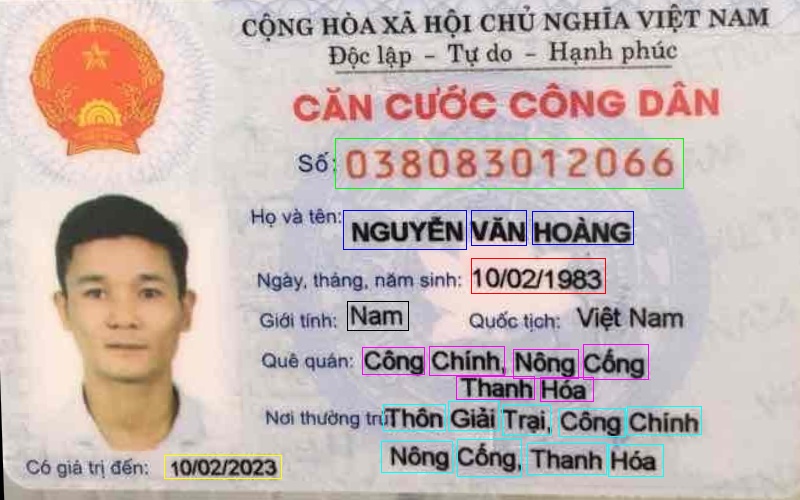 CỘNG HÒA XÃ HỘI CHỦ NGHĨA VIỆT NAM
Độc lập - Tự do - Hạnh phúc
CĂN CƯỚC CÔNG DÂN
Số: 038083012066
Họ và tên: NGUYỄN VĂN HOÀNG
Ngày, tháng, năm sinh: 10/02/1983
Giới tính: Nam Quốc tịch: Việt Nam
Quê quán: Công Chính, Nông Cống
Thanh Hóa
Nơi thường trú: Thôn Giải Trại, Công Chính
Nông Cống, Thanh Hóa
Có giá trị đến: 10/02/2023